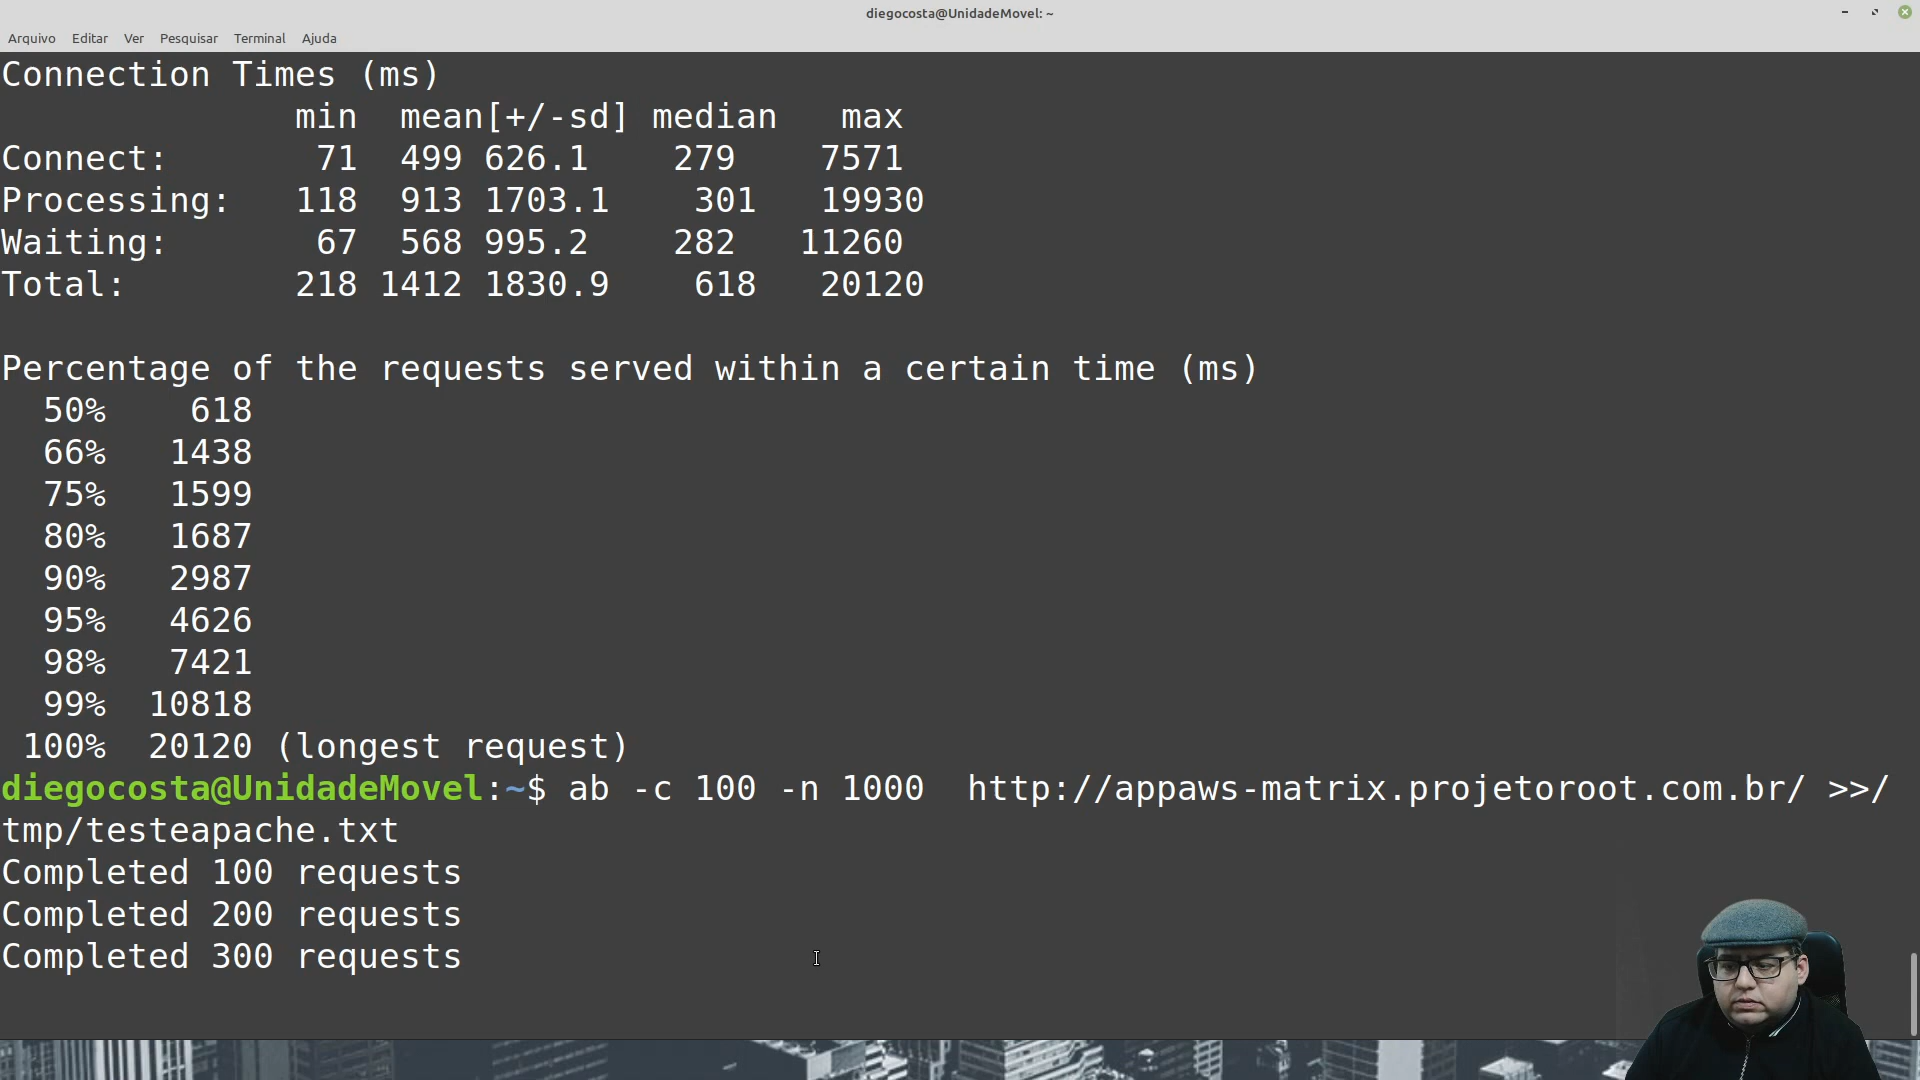 diegocosta@UnidadeMovel: ~
Arquivo Editar Ver Pesquisar Terminal Ajuda
Connection Times (ms)
min mean[+/-sd] median max
Connect: 71 499 626.1 279 7571
Processing: 118 913 1703.1 301 19930
Waiting: 67 568 995.2 282 11260
Total: 218 1412 1830.9 618 20120
Percentage of the requests served within a certain time (ms)
50% 618
66% 1438
75% 1599
80% 1687
90% 2987
95% 4626
98% 7421
99% 10818
100% 20120 (longest request)
diegocosta@UnidadeMovel:~$ ab -c 100 -n 1000  http://appaws-matrix.projetoroot.com.br/ >>/
tmp/testeapache.txt
Completed 100 requests
Completed 200 requests
Completed 300 requests